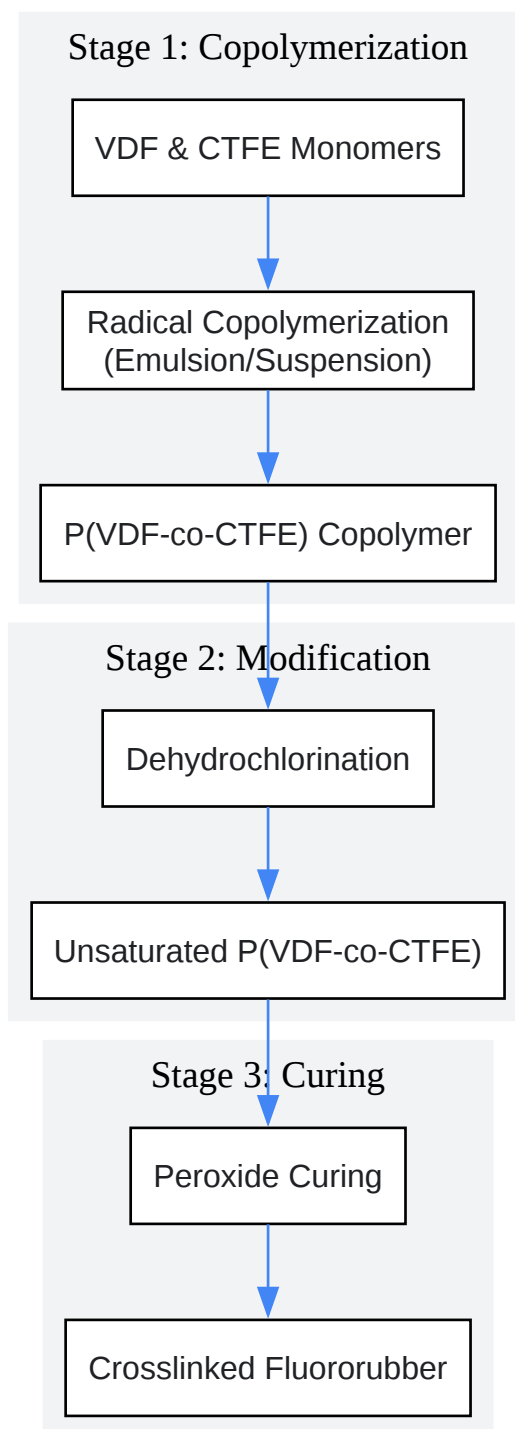 Stage 1: Copolymerization
VDF & CTFE Monomers
Radical Copolymerization
(Emulsion/Suspension)
P(VDF-co-CTFE) Copolymer
Stage 2: Modification
Dehydrochlorination
Unsaturated P(VDF-co-CTFE)
Stage 3: Curing
Peroxide Curing
Crosslinked Fluororubber